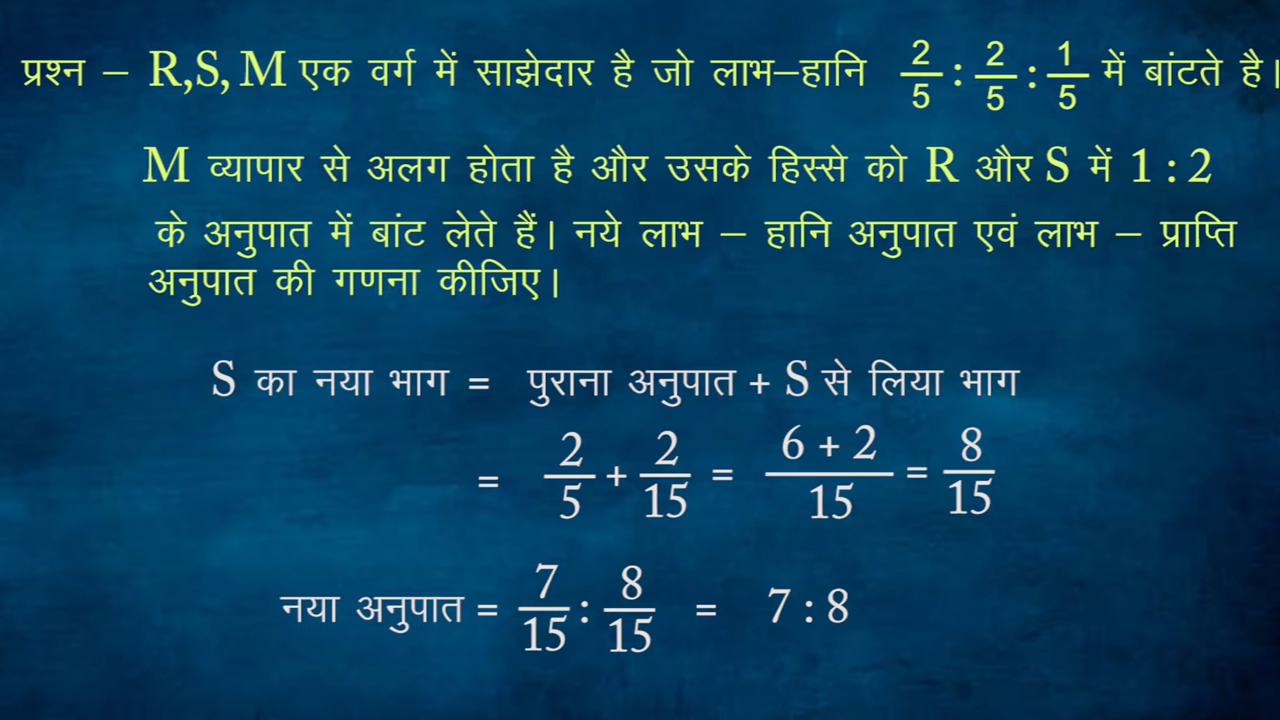 प्रश्न – R,S, M एक वर्ग में साझेदार है जो लाभ–हानि 2/5 : 2/5 : 1/5 में बांटते है।
M व्यापार से अलग होता है और उसके हिस्से को R और S में 1 : 2
के अनुपात में बांट लेते हैं। नये लाभ – हानि अनुपात एवं लाभ – प्राप्ति
अनुपात की गणना कीजिए।
S का नया भाग = पुराना अनुपात + S से लिया भाग
= 2/5 + 2/15 = (6 + 2)/15 = 8/15
नया अनुपात = 7/15 : 8/15 = 7 : 8